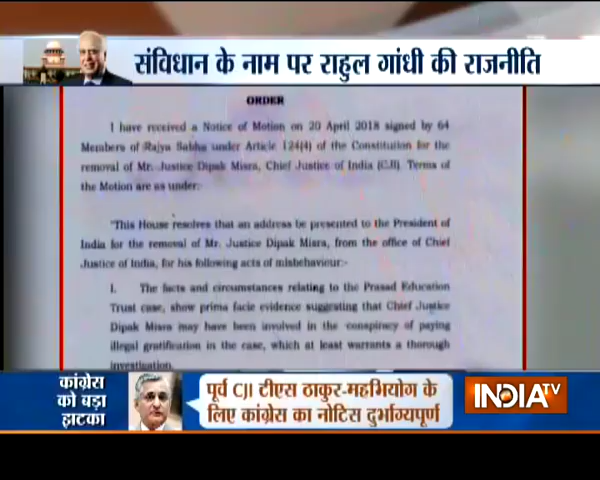 संविधान के नाम पर राहुल गांधी की राजनीति
ORDER
I have received a Notice of Motion on 20 April 2018 signed by 64
Members of Rajya Sabha under Article 124(4) of the Constitution for the
removal of Mr. Justice Dipak Misra, Chief Justice of India (CJI). Terms of
the Motion are as under:
"This House resolves that an address be presented to the President of
India for the removal of Mr. Justice Dipak Misra, from the office of Chief
Justice of India, for his following acts of misbehaviour:-
I. The facts and circumstances relating to the Prasad Education
Trust case, show prima facie evidence suggesting that Chief Justice
Dipak Misra may have been involved in the conspiracy of paying
illegal gratification in the case, which at least warrants a thorough
investigation.
कांग्रेस
को बड़ा
झटका
पूर्व CJI टीएस ठाकुर-महाभियोग के
लिए कांग्रेस का नोटिस दुर्भाग्यपूर्ण
INDIA TV